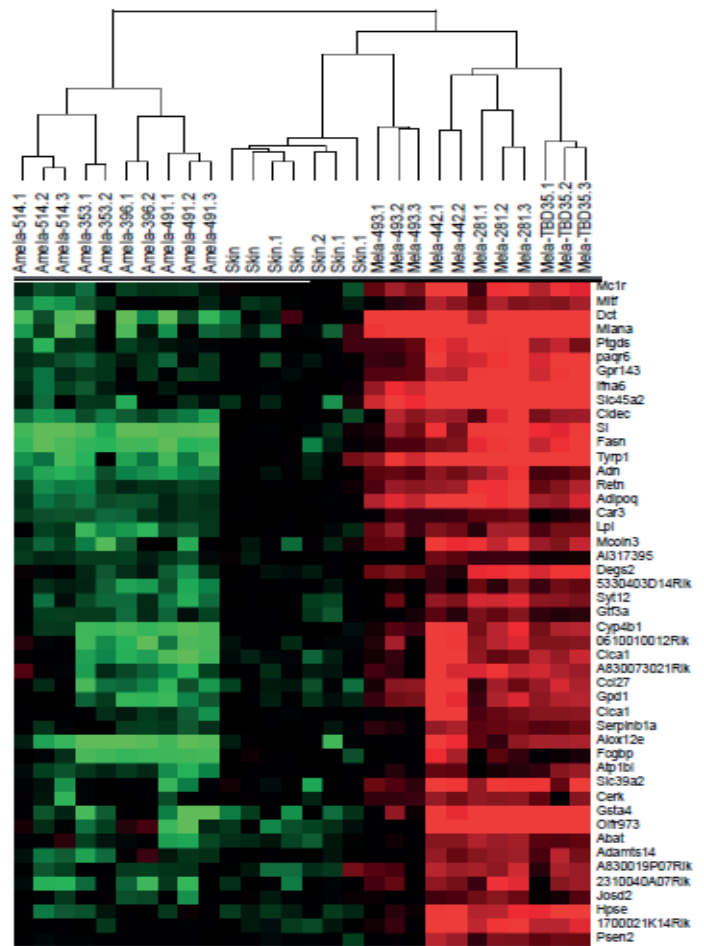 Amela-514.1
Amela-514.2
Amela-514.3
Amela-353.1
Amela-353.2
Amela-396.1
Amela-396.2
Amela-491.1
Amela-491.2
Amela-491.3
Skin
Skin
Skin.1
Skin
Skin.2
Skin.1
Skin.1
Mela-493.1
Mela-493.2
Mela-493.3
Mela-442.1
Mela-442.2
Mela-281.1
Mela-281.2
Mela-281.3
Mela-TBD35.1
Mela-TBD35.2
Mela-TBD35.3
Mc1r
Mitf
Dct
Mlana
Ptgds
paqr6
Gpr143
Ifna6
Slc45a2
Cidec
Si
Fasn
Tyrp1
Adn
Retn
Adipoq
Car3
Lpl
Mcoln3
AI317395
Degs2
5330403D14Rik
Syt12
Gtf3a
Cyp4b1
0610010012Rik
Clca1
A830073021Rik
Ccl27
Gpd1
Clca1
Serpinb1a
Alox12e
Fcgbp
Atp1bl
Slc39a2
Cerk
Gsta4
Olfr973
Abat
Adamts14
A830019P07Rik
2310040A07Rik
Josd2
Hpse
1700021K14Rik
Psen2